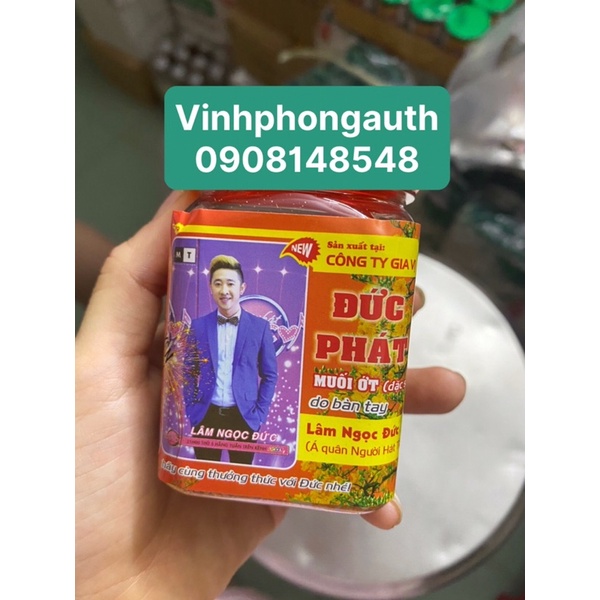 Vinhphongauth
0908148548
NEW
Sản xuất tại:
CÔNG TY GIA V
M T
ĐỨC
PHÁT
MUỐI ỚT (đặc
do bàn tay
Lâm Ngọc Đức
(Á quân Người Hát
LÂM NGỌC ĐỨC
cùng thưởng thức với Đức nhé!